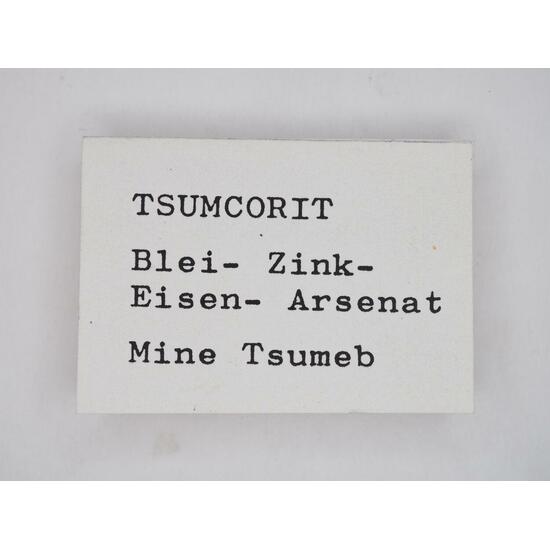 TSUMCORIT
Blei- Zink-
Eisen- Arsenat
Mine Tsumeb